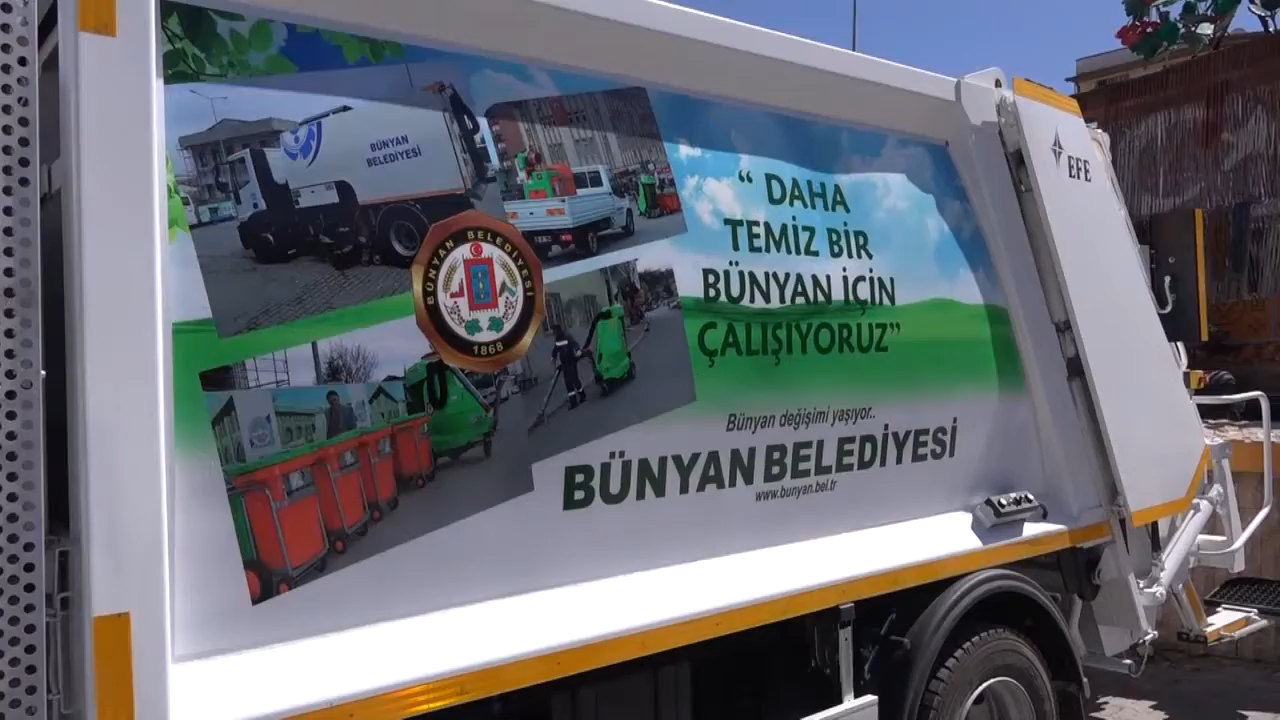 BÜNYAN
BELEDİYESİ
BÜNYAN BELEDİYESİ
1868
“ DAHA
TEMİZ BİR
BÜNYAN İÇİN
ÇALIŞIYORUZ”
Bünyan değişimi yaşıyor..
BÜNYAN BELEDİYESİ
www.bunyan.bel.tr
EFE